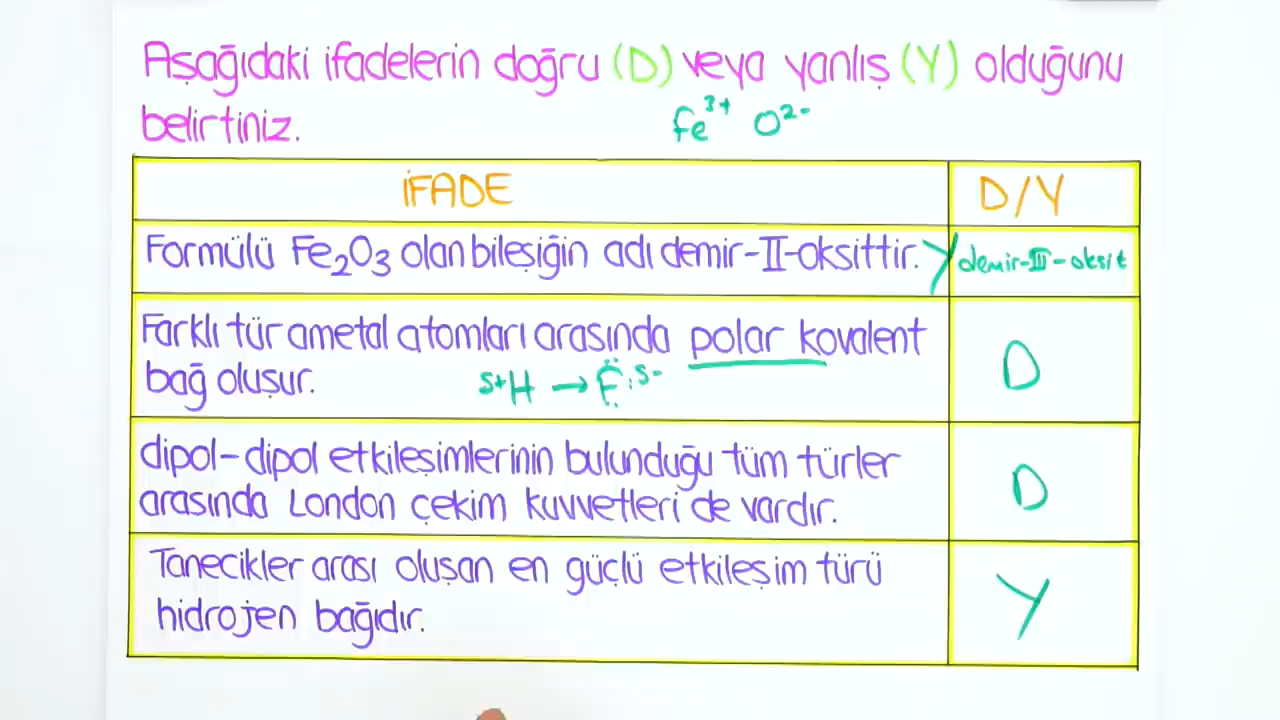 Aşağıdaki ifadelerin doğru (D) veya yanlış (Y) olduğunu
belirtiniz.
Fe3+ O2-
İFADE D/Y
Formülü Fe2O3 olan bileşiğin adı demir-II-oksittir. Y demir-III-oksit
Farklı tür ametal atomları arasında polar kovalent
bağ oluşur. D
S+H → F: S-
dipol-dipol etkileşimlerinin bulunduğu tüm türler
arasında London çekim kuvvetleri de vardır. D
Tanecikler arası oluşan en güçlü etkileşim türü
hidrojen bağıdır. Y